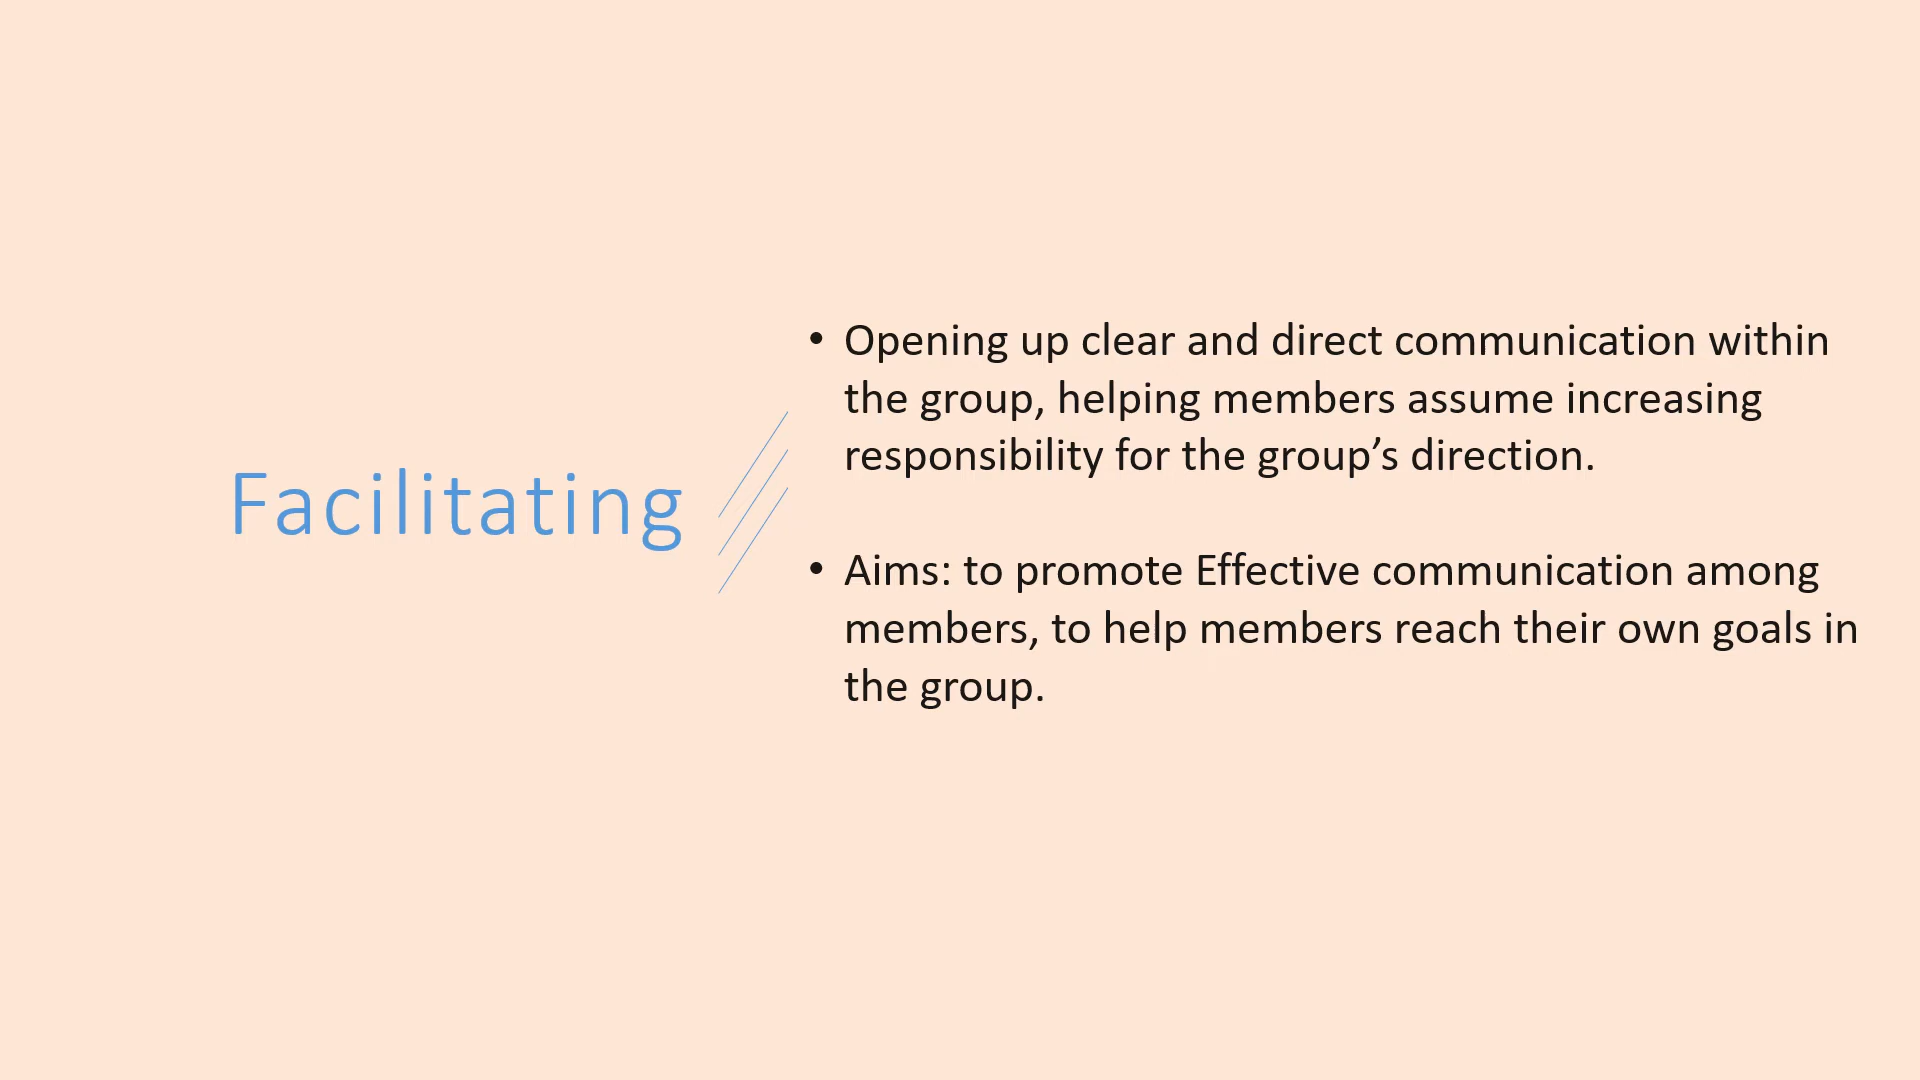 Facilitating
• Opening up clear and direct communication within
the group, helping members assume increasing
responsibility for the group’s direction.
• Aims: to promote Effective communication among
members, to help members reach their own goals in
the group.